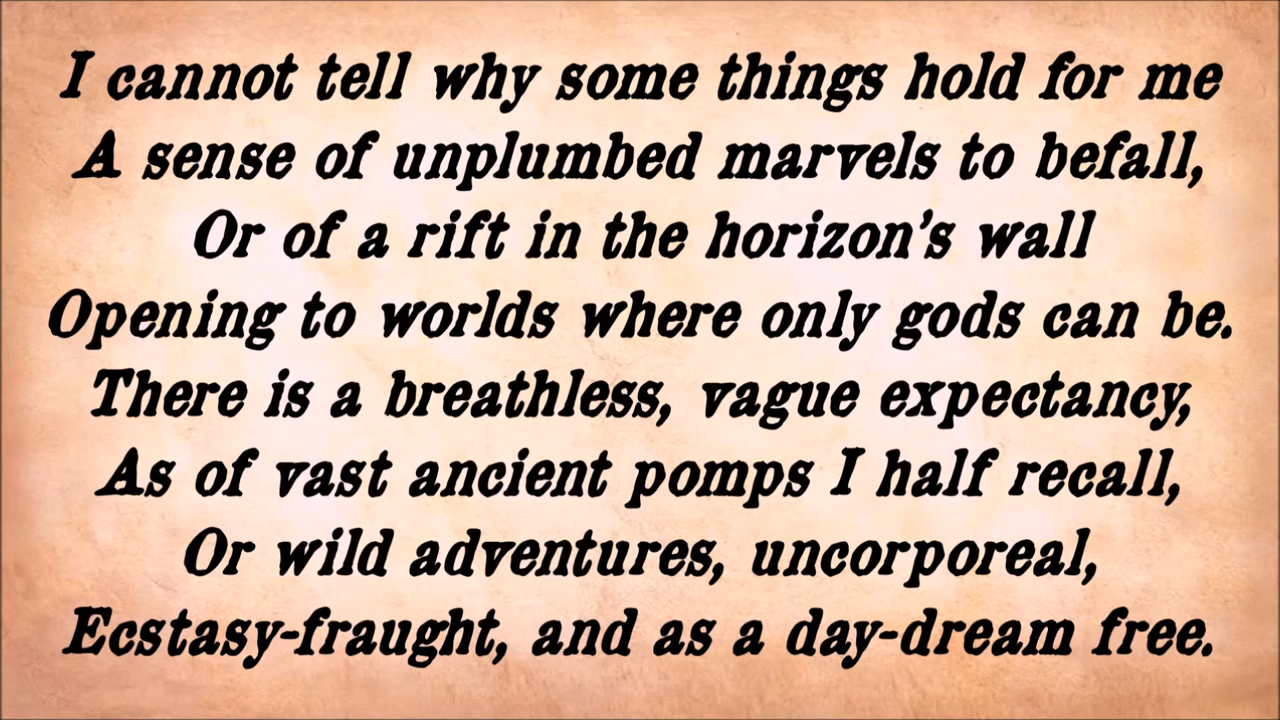 I cannot tell why some things hold for me
A sense of unplumbed marvels to befall,
Or of a rift in the horizon’s wall
Opening to worlds where only gods can be.
There is a breathless, vague expectancy,
As of vast ancient pomps I half recall,
Or wild adventures, uncorporeal,
Ecstasy-fraught, and as a day-dream free.